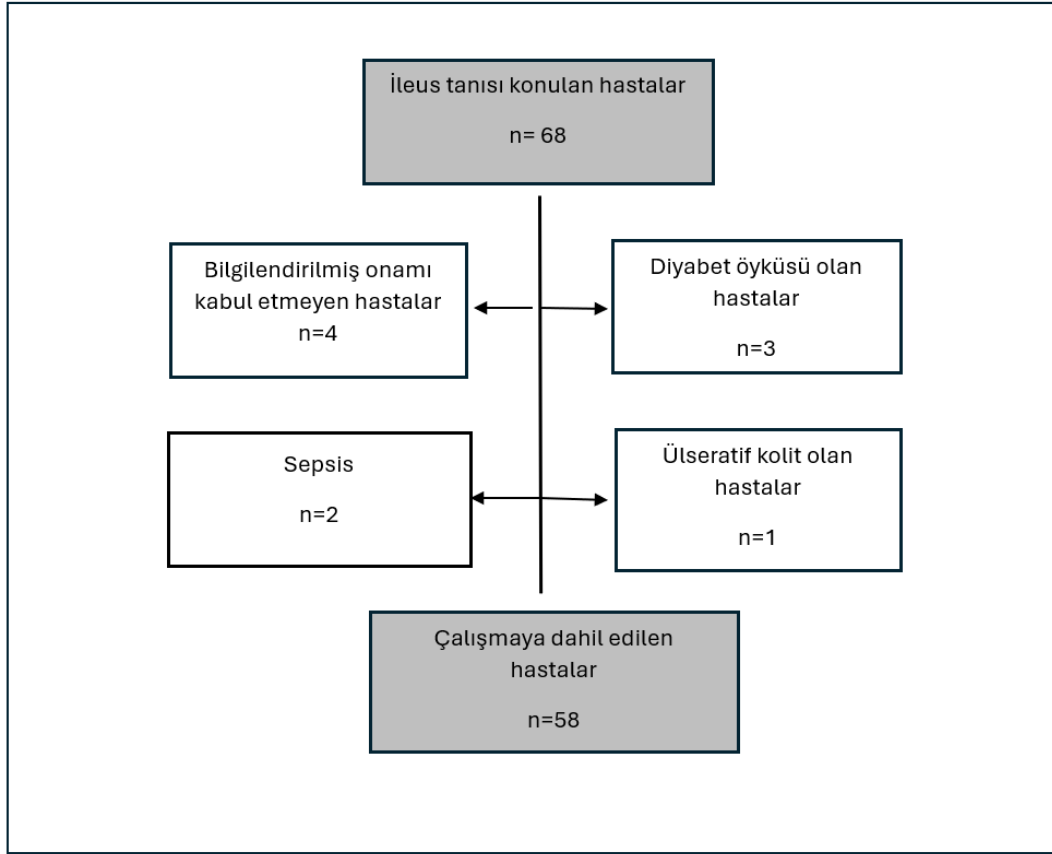 İleus tanısı konulan hastalar
n= 68
Bilgilendirilmiş onamı
kabul etmeyen hastalar
n=4
Diyabet öyküsü olan
hastalar
n=3
Sepsis
n=2
Ülseratif kolit olan
hastalar
n=1
Çalışmaya dahil edilen
hastalar
n=58